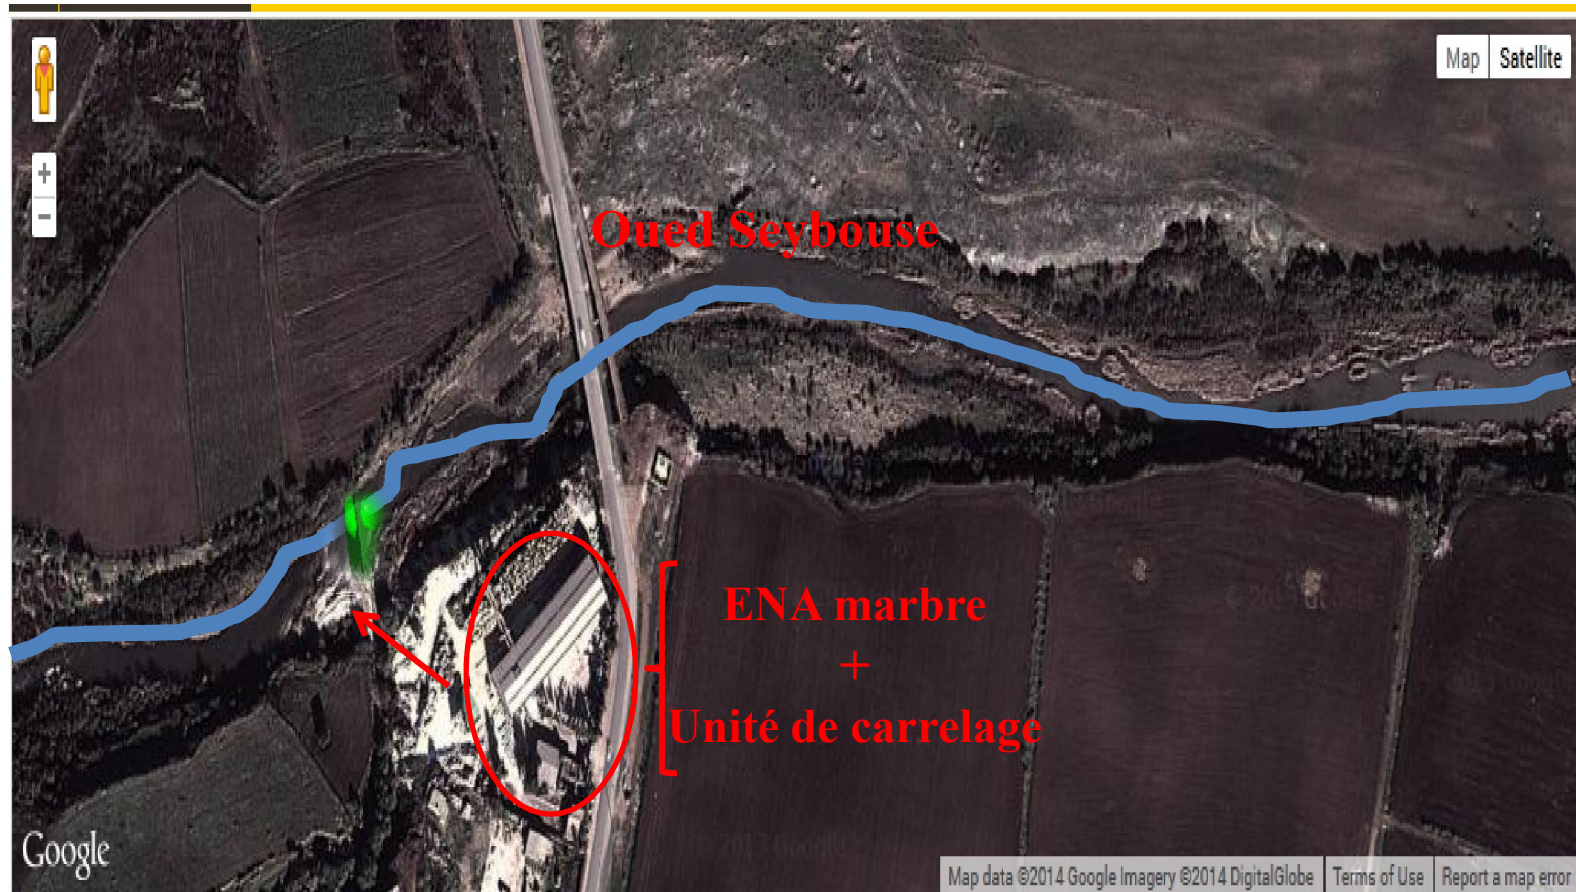 Map Satellite
+
−
Oued Seybouse
ENA marbre
+
Unité de carrelage
Google
Map data ©2014 Google Imagery ©2014 DigitalGlobe Terms of Use Report a map error